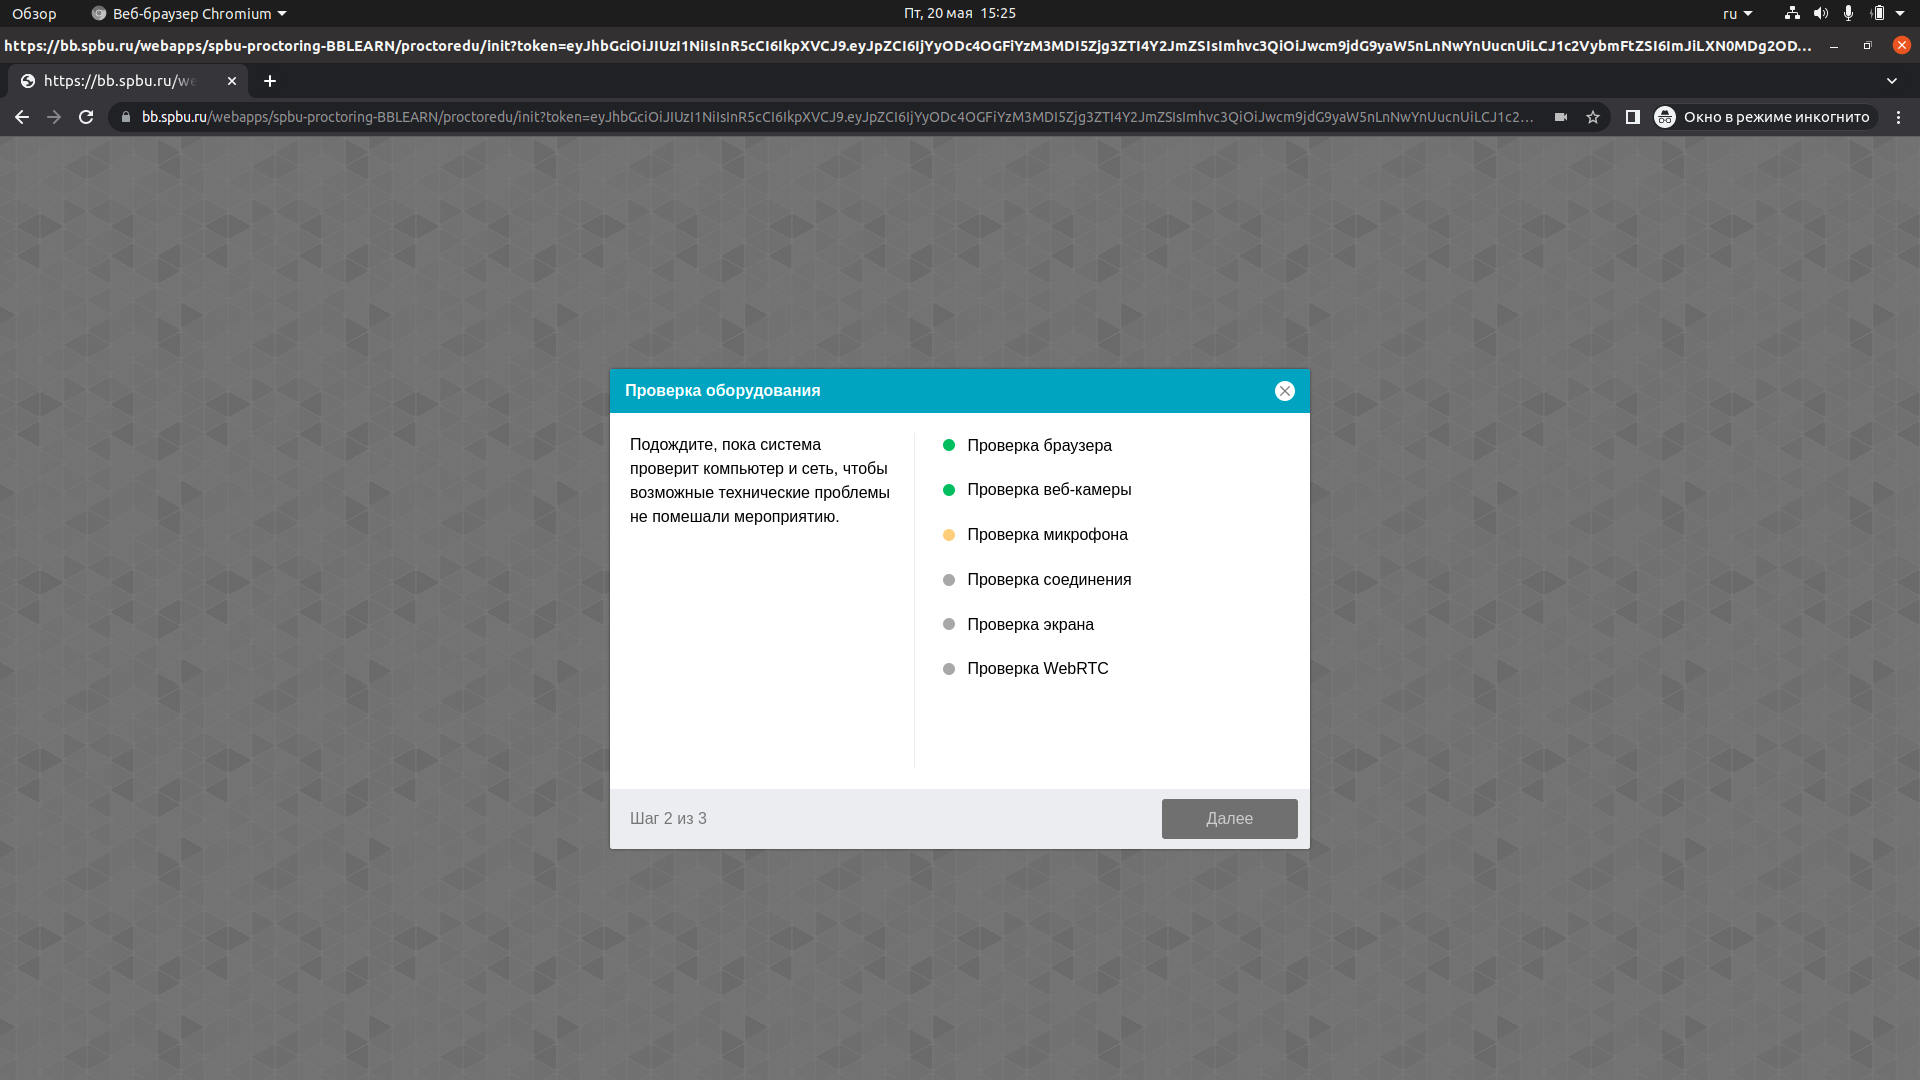 Обзор
Веб-браузер Chromium
Пт, 20 мая 15:25
ru
https://bb.spbu.ru/webapps/spbu-proctoring-BBLEARN/proctoredu/init?token=eyJhbGciOiJIUzI1NiIsInR5cCI6IkpXVCJ9.eyJpZCI6IjYyODc4OGFiYzM3MDI5Zjg3ZTI4Y2JmZSIsImhvc3QiOiJwcm9jdG9yaW5nLnNwYnUucnUiLCJ1c2VybmFtZSI6ImJiLXN0MDg2OD...
https://bb.spbu.ru/we
bb.spbu.ru/webapps/spbu-proctoring-BBLEARN/proctoredu/init?token=eyJhbGciOiJIUzI1NiIsInR5cCI6IkpXVCJ9.eyJpZCI6IjYyODc4OGFiYzM3MDI5Zjg3ZTI4Y2JmZSIsImhvc3QiOiJwcm9jdG9yaW5nLnNwYnUucnUiLCJ1c2...
Окно в режиме инкогнито
Проверка оборудования
Подождите, пока система
проверит компьютер и сеть, чтобы
возможные технические проблемы
не помешали мероприятию.
Проверка браузера
Проверка веб-камеры
Проверка микрофона
Проверка соединения
Проверка экрана
Проверка WebRTC
Шаг 2 из 3
Далее